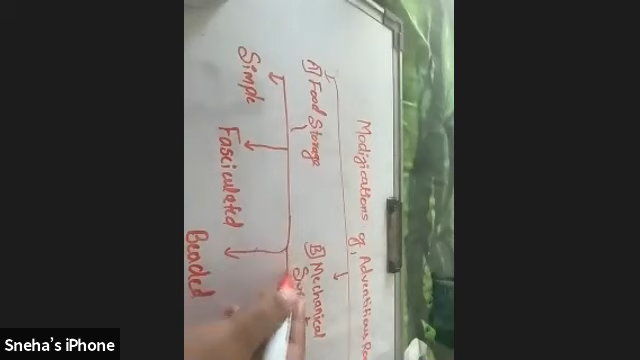 Modifications of Adventitious
A Food Storage
B Mechanical
Simple
Fasciculated
Beaded
Sneha's iPhone